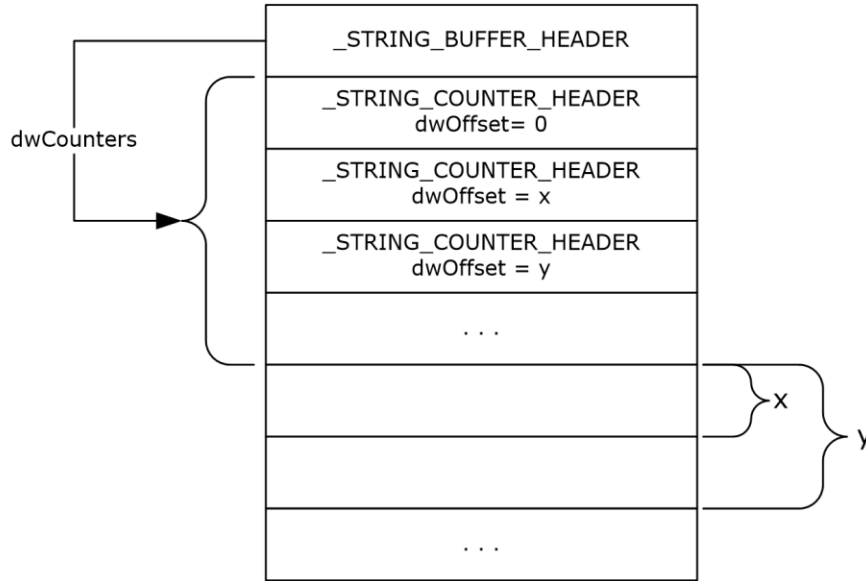 _STRING_BUFFER_HEADER
_STRING_COUNTER_HEADER
dwOffset= 0
dwCounters
_STRING_COUNTER_HEADER
dwOffset = x
_STRING_COUNTER_HEADER
dwOffset = y
. . .
x
y
. . .